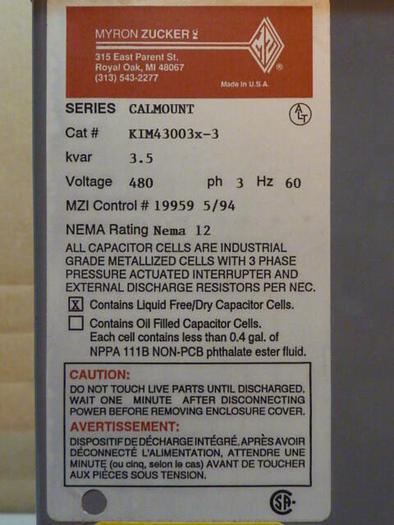 MYRON ZUCKER INC
315 East Parent St.
Royal Oak, MI 48067
(313) 543-2277
MZI
®
Made in U.S.A.
SERIES CALMOUNT
ALT
Cat # KIM43003x-3
kvar 3.5
Voltage 480 ph 3 Hz 60
MZI Control # 19959 5/94
NEMA Rating Nema 12
ALL CAPACITOR CELLS ARE INDUSTRIAL
GRADE METALLIZED CELLS WITH 3 PHASE
PRESSURE ACTUATED INTERRUPTER AND
EXTERNAL DISCHARGE RESISTORS PER NEC.
X Contains Liquid Free/Dry Capacitor Cells.
Contains Oil Filled Capacitor Cells.
Each cell contains less than 0.4 gal. of
NPPA 111B NON-PCB phthalate ester fluid.
CAUTION:
DO NOT TOUCH LIVE PARTS UNTIL DISCHARGED.
WAIT ONE MINUTE AFTER DISCONNECTING
POWER BEFORE REMOVING ENCLOSURE COVER.
AVERTISSEMENT:
DISPOSITIF DE DÉCHARGE INTÉGRÉ. APRÈS AVOIR
DÉCONNECTÉ L'ALIMENTATION, ATTENDRE UNE
MINUTE (ou cinq, selon le cas) AVANT DE TOUCHER
AUX PIÈCES SOUS TENSION.
SA